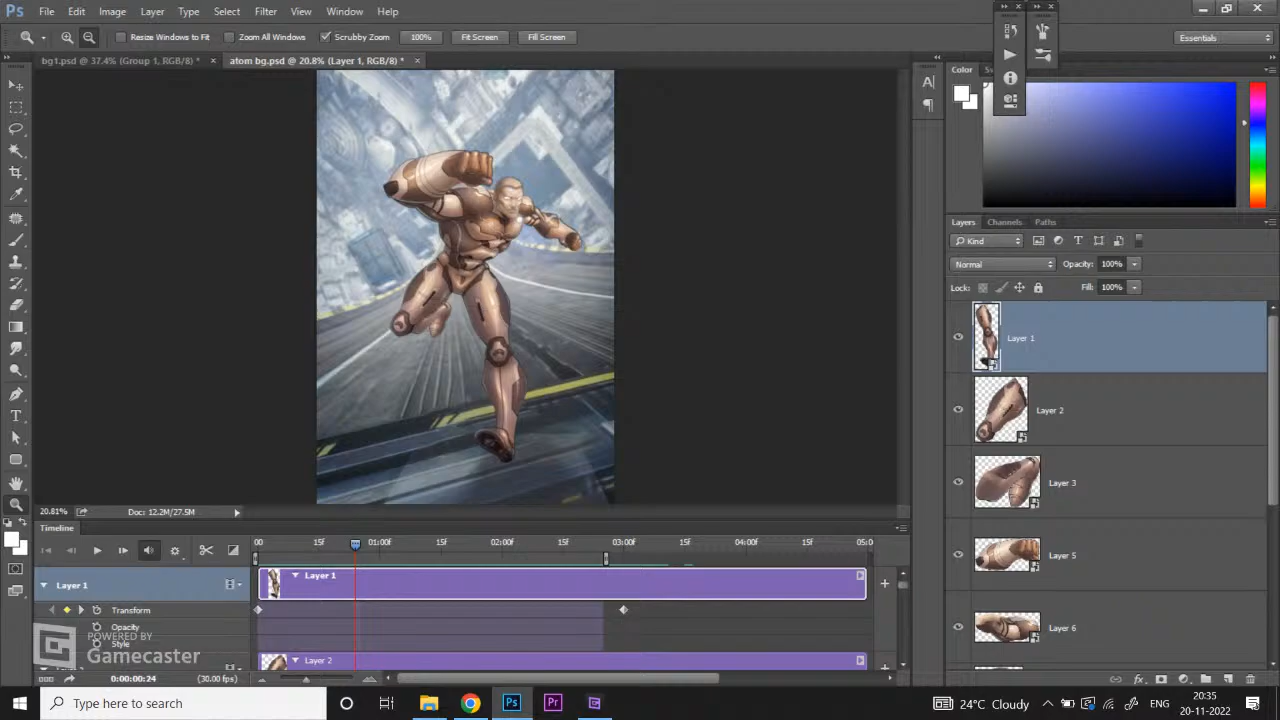 File Edit Image Layer Type Select Filter 3D View Window Help
Resize Windows to Fit Zoom All Windows Scrubby Zoom 100% Fit Screen Fill Screen Essentials
bg1.psd @ 37.4% (Group 1, RGB/8) * × atom bg.psd @ 20.8% (Layer 1, RGB/8) * ×
Color
Layers Channels Paths
Kind
Normal Opacity: 100%
Lock: Fill: 100%
Layer 1
Layer 2
Layer 3
Layer 5
Layer 6
20.81% Doc: 12.2M/27.5M
Timeline
00 15f 01:00f 15f 02:00f 15f 03:00f 15f 04:00f 15f 05:0
Layer 1 Layer 1
Transform
Opacity
Style
Layer 2
0:00:00:24 (30.00 fps)
POWERED BY
Gamecaster
Type here to search
Ps Pr
24°C Cloudy ENG
20:35
20-11-2022